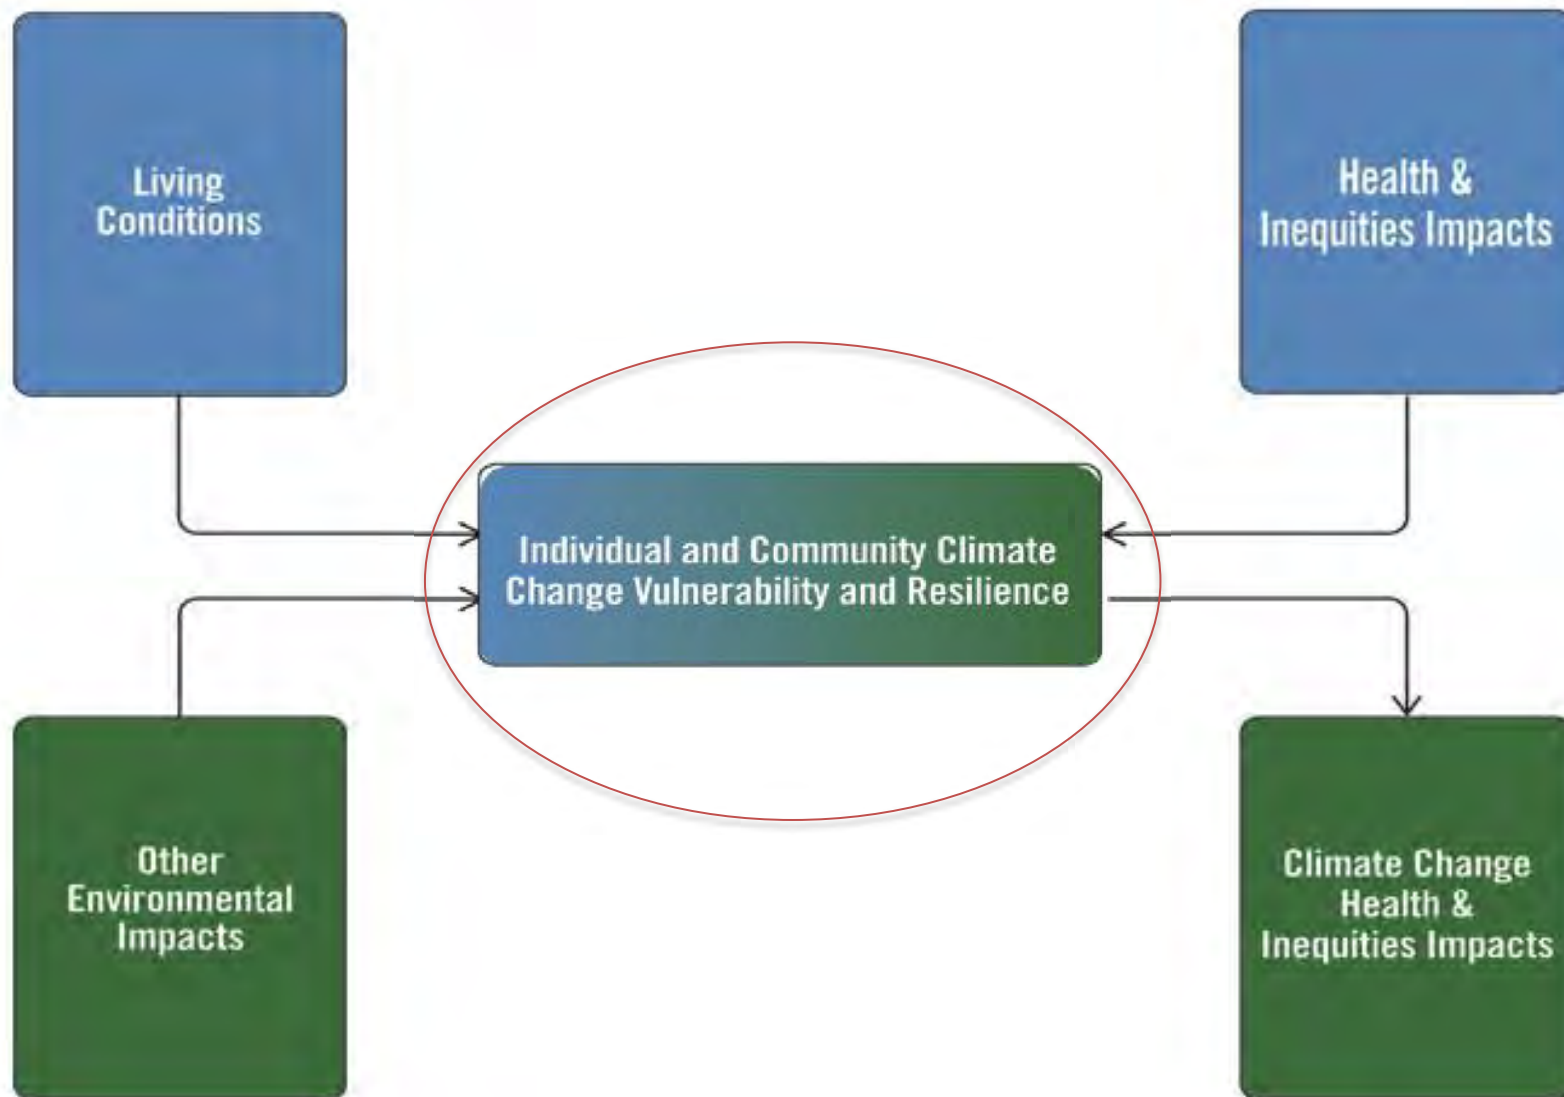 Living
Conditions
Health &
Inequities Impacts
Individual and Community Climate
Change Vulnerability and Resilience
Other
Environmental
Impacts
Climate Change
Health &
Inequities Impacts